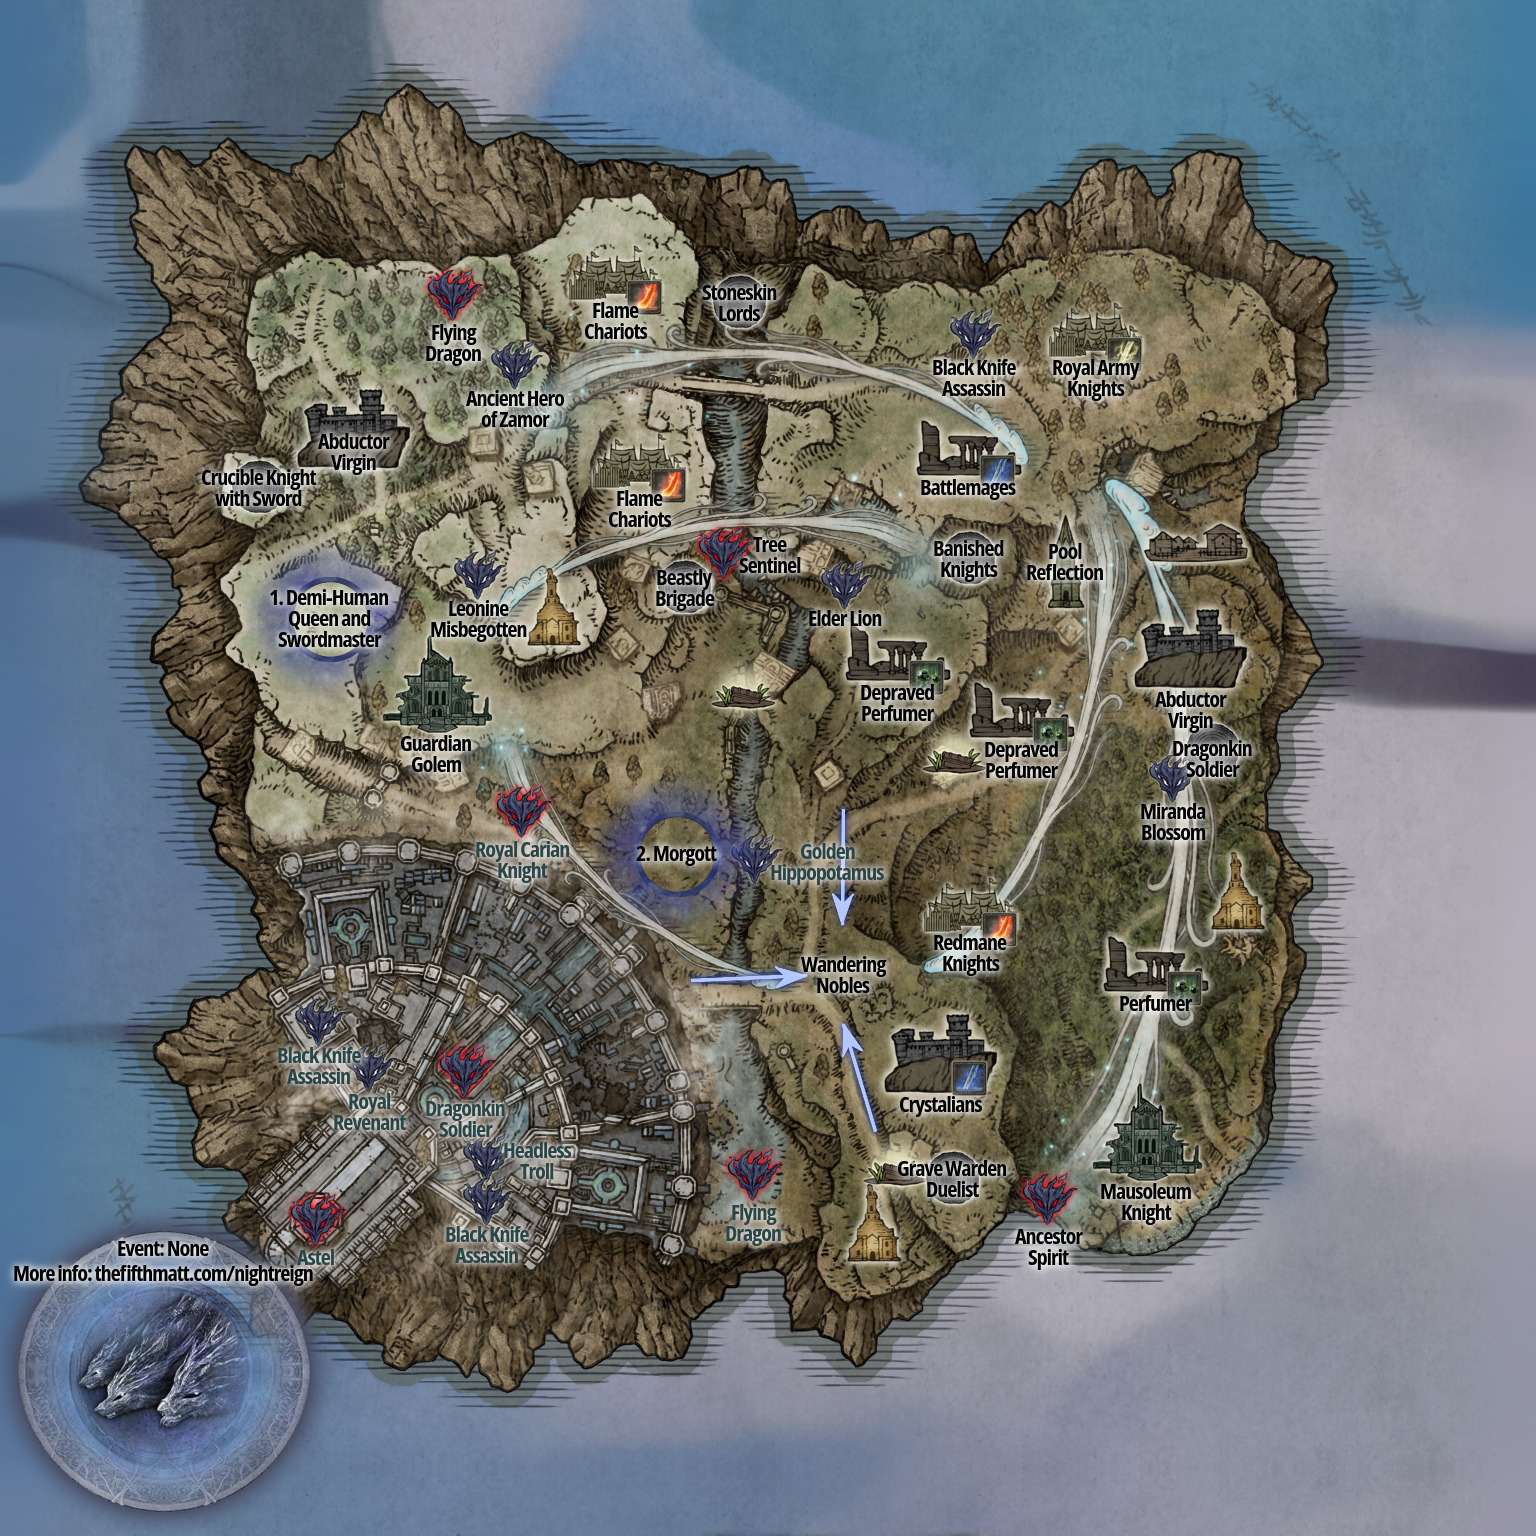 Flying
Dragon
Flame
Chariots
Stoneskin
Lords
Black Knife
Assassin
Royal Army
Knights
Ancient Hero
of Zamor
Abductor
Virgin
Crucible Knight
with Sword
Flame
Chariots
Battlemages
Tree
Sentinel
Banished
Knights
Pool
Reflection
Beastly
Brigade
1. Demi-Human
Queen and
Swordmaster
Leonine
Misbegotten
Elder Lion
Depraved
Perfumer
Abductor
Virgin
Guardian
Golem
Depraved
Perfumer
Dragonkin
Soldier
Miranda
Blossom
Royal Carian
Knight
2. Morgott
Golden
Hippopotamus
Redmane
Knights
Wandering
Nobles
Perfumer
Black Knife
Assassin
Royal
Revenant
Dragonkin
Soldier
Crystalians
Headless
Troll
Grave Warden
Duelist
Mausoleum
Knight
Flying
Dragon
Black Knife
Assassin
Ancestor
Spirit
Astel
Event: None
More info: thefifthmatt.com/nightreign